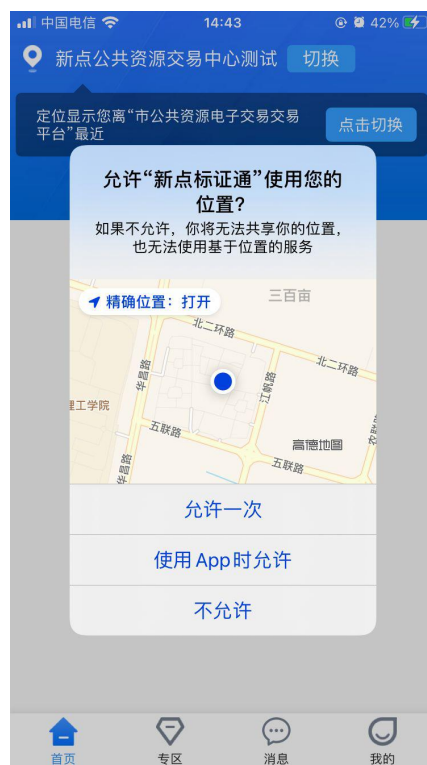 中国电信 14:43 42%
新点公共资源交易中心测试 切换
定位显示您离“市公共资源电子交易交易
平台”最近
点击切换
允许“新点标证通”使用您的
位置?
如果不允许，你将无法共享你的位置，
也无法使用基于位置的服务
精确位置：打开
三百亩
北二环路
北二环路
华昌路
江帆路
理工学院
五联路
高德地图
五联路
华昌路
允许一次
使用 App 时允许
不允许
首页 专区 消息 我的